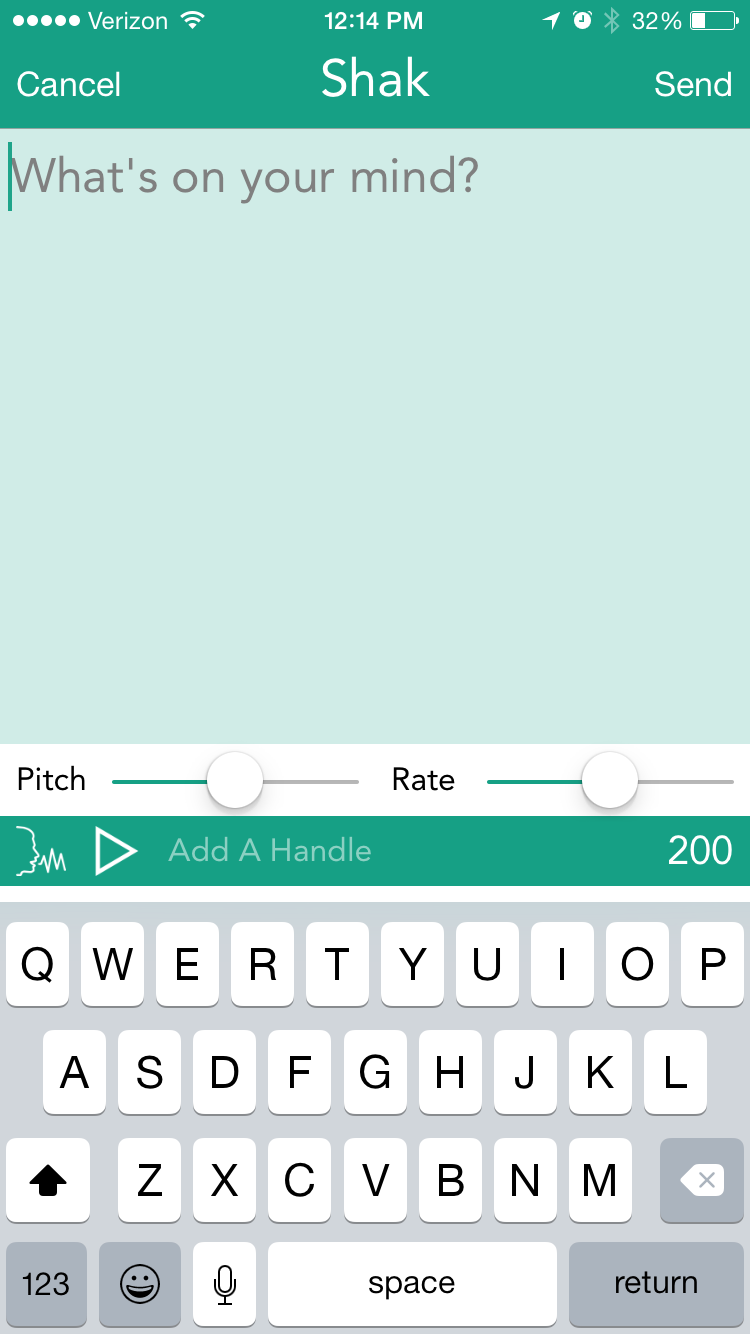 Verizon 12:14 PM 32%
Cancel Shak Send
What's on your mind?
Pitch Rate
Add A Handle 200
Q W E R T Y U I O P
A S D F G H J K L
Z X C V B N M
123 space return